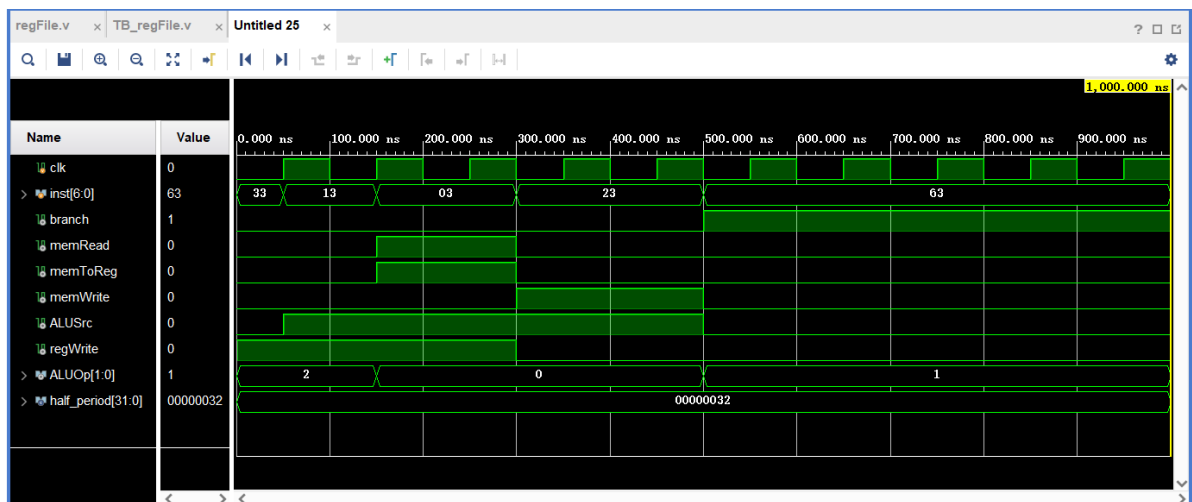 regFile.v × TB_regFile.v × Untitled 25 ×
?
1,000.000 ns
Name Value 0.000 ns 100.000 ns 200.000 ns 300.000 ns 400.000 ns 500.000 ns 600.000 ns 700.000 ns 800.000 ns 900.000 ns
clk 0
inst[6:0] 63 33 13 03 23 63
branch 1
memRead 0
memToReg 0
memWrite 0
ALUSrc 0
regWrite 0
ALUOp[1:0] 1 2 0 1
half_period[31:0] 00000032 00000032